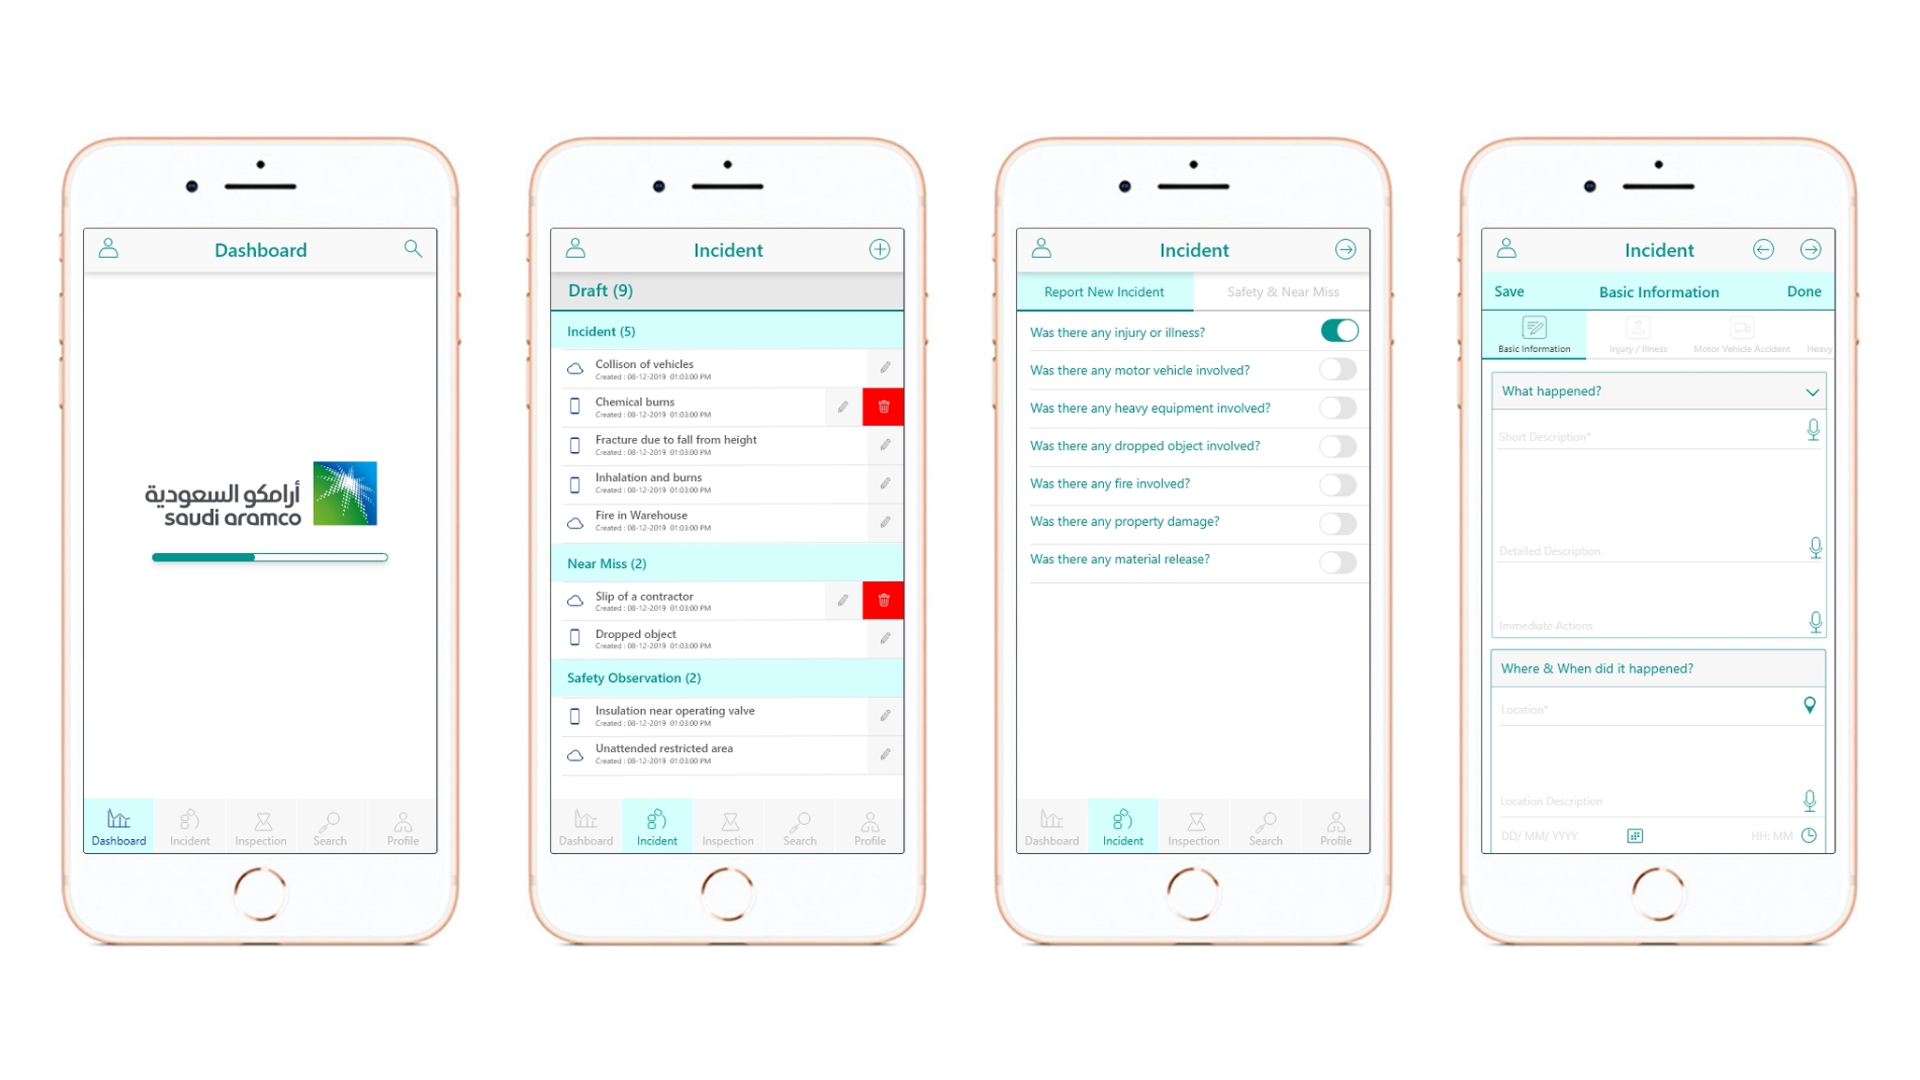 Dashboard
أرامكو السعودية
saudi aramco
Dashboard
Incident
Inspection
Search
Profile
Incident
Draft (9)
Incident (5)
Collison of vehicles
Created : 08-12-2019 01:03:00 PM
Chemical burns
Created : 08-12-2019 01:03:00 PM
Fracture due to fall from height
Created : 08-12-2019 01:03:00 PM
Inhalation and burns
Created : 08-12-2019 01:03:00 PM
Fire in Warehouse
Created : 08-12-2019 01:03:00 PM
Near Miss (2)
Slip of a contractor
Created : 08-12-2019 01:03:00 PM
Dropped object
Created : 08-12-2019 01:03:00 PM
Safety Observation (2)
Insulation near operating valve
Created : 08-12-2019 01:03:00 PM
Unattended restricted area
Created : 08-12-2019 01:03:00 PM
Dashboard
Incident
Inspection
Search
Profile
Incident
Report New Incident
Safety & Near Miss
Was there any injury or illness?
Was there any motor vehicle involved?
Was there any heavy equipment involved?
Was there any dropped object involved?
Was there any fire involved?
Was there any property damage?
Was there any material release?
Dashboard
Incident
Inspection
Search
Profile
Incident
Save
Basic Information
Done
Basic Information
Injury / Illness
Motor Vehicle Accident
Heavy
What happened?
Short Description*
Detailed Description
Immediate Actions
Where & When did it happened?
Location*
Location Description
DD/ MM/ YYYY
HH: MM